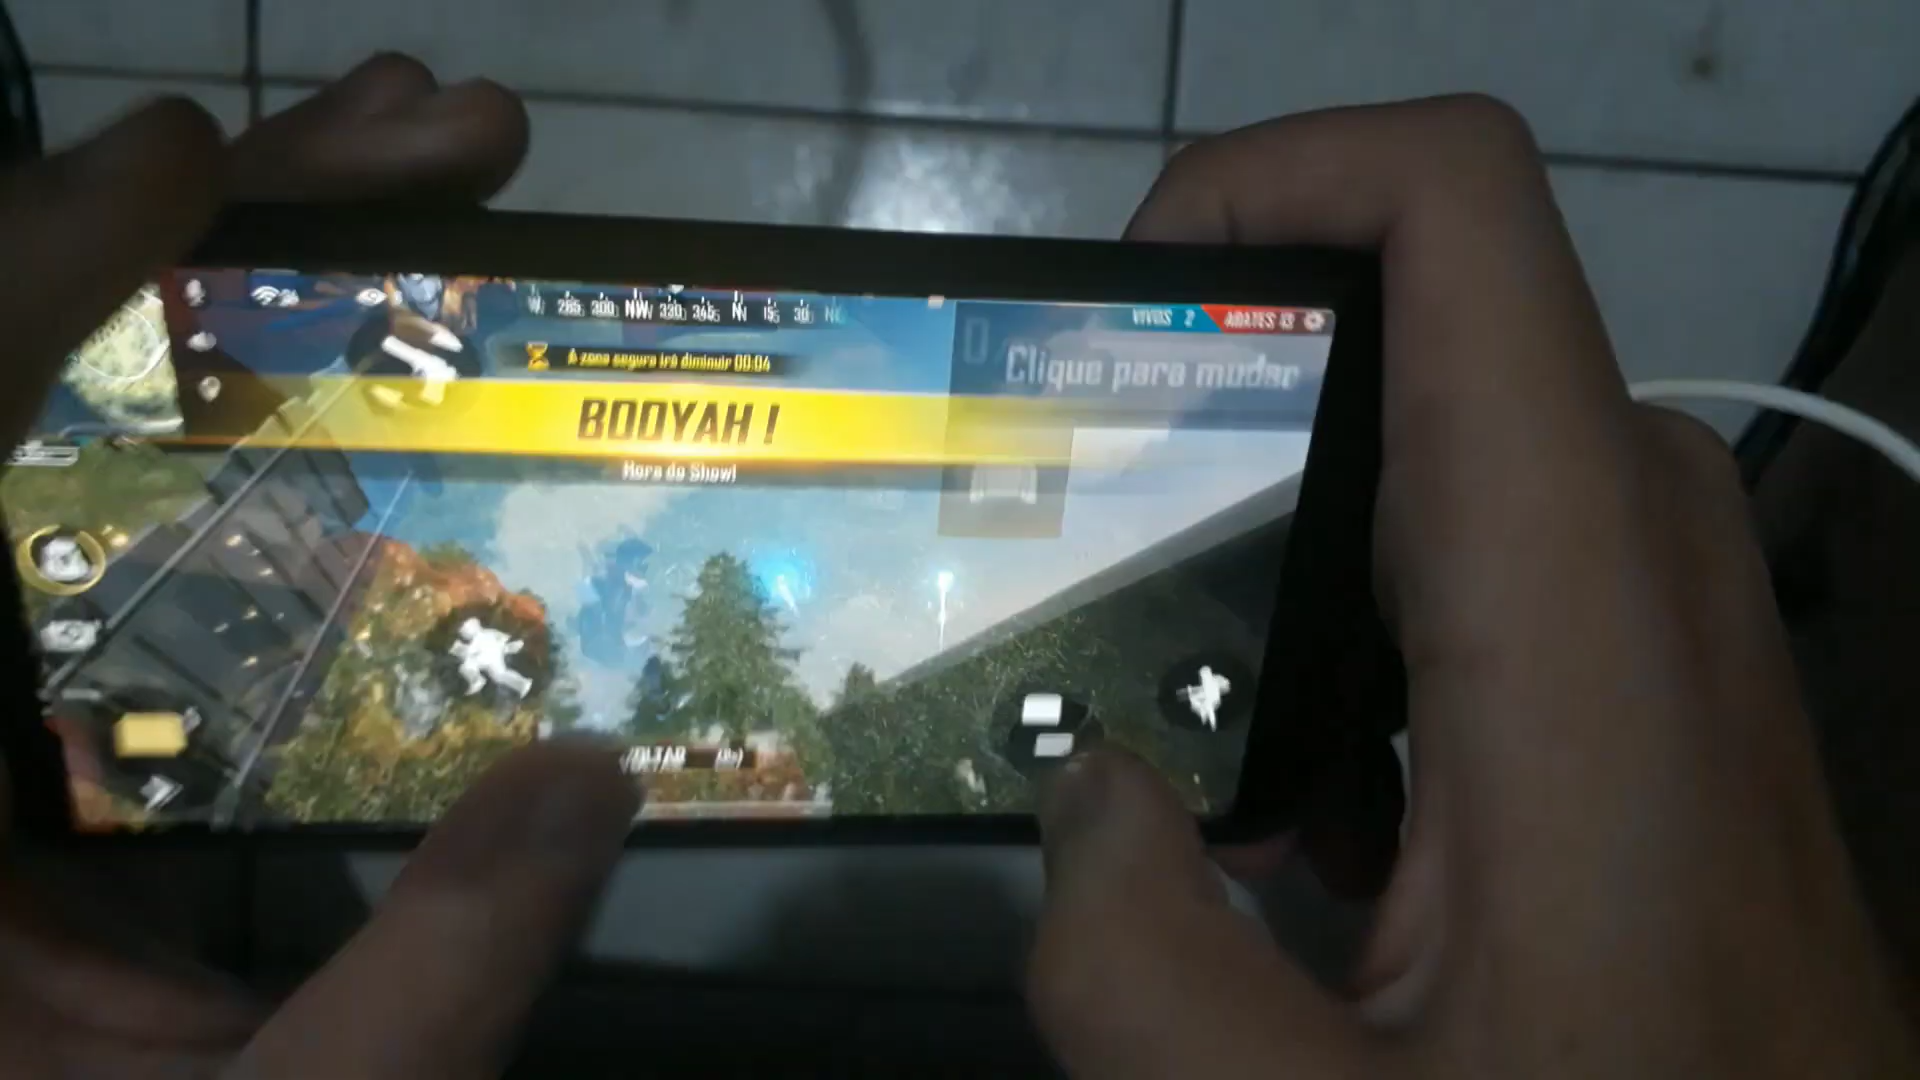 W 285 300 NW 330 345 N 15 30 NE
VIVOS 2 ABATES 13
A zona segura irá diminuir 00:04
Clique para mudar
BOOYAH !
Hora do Show!
VOLTAR